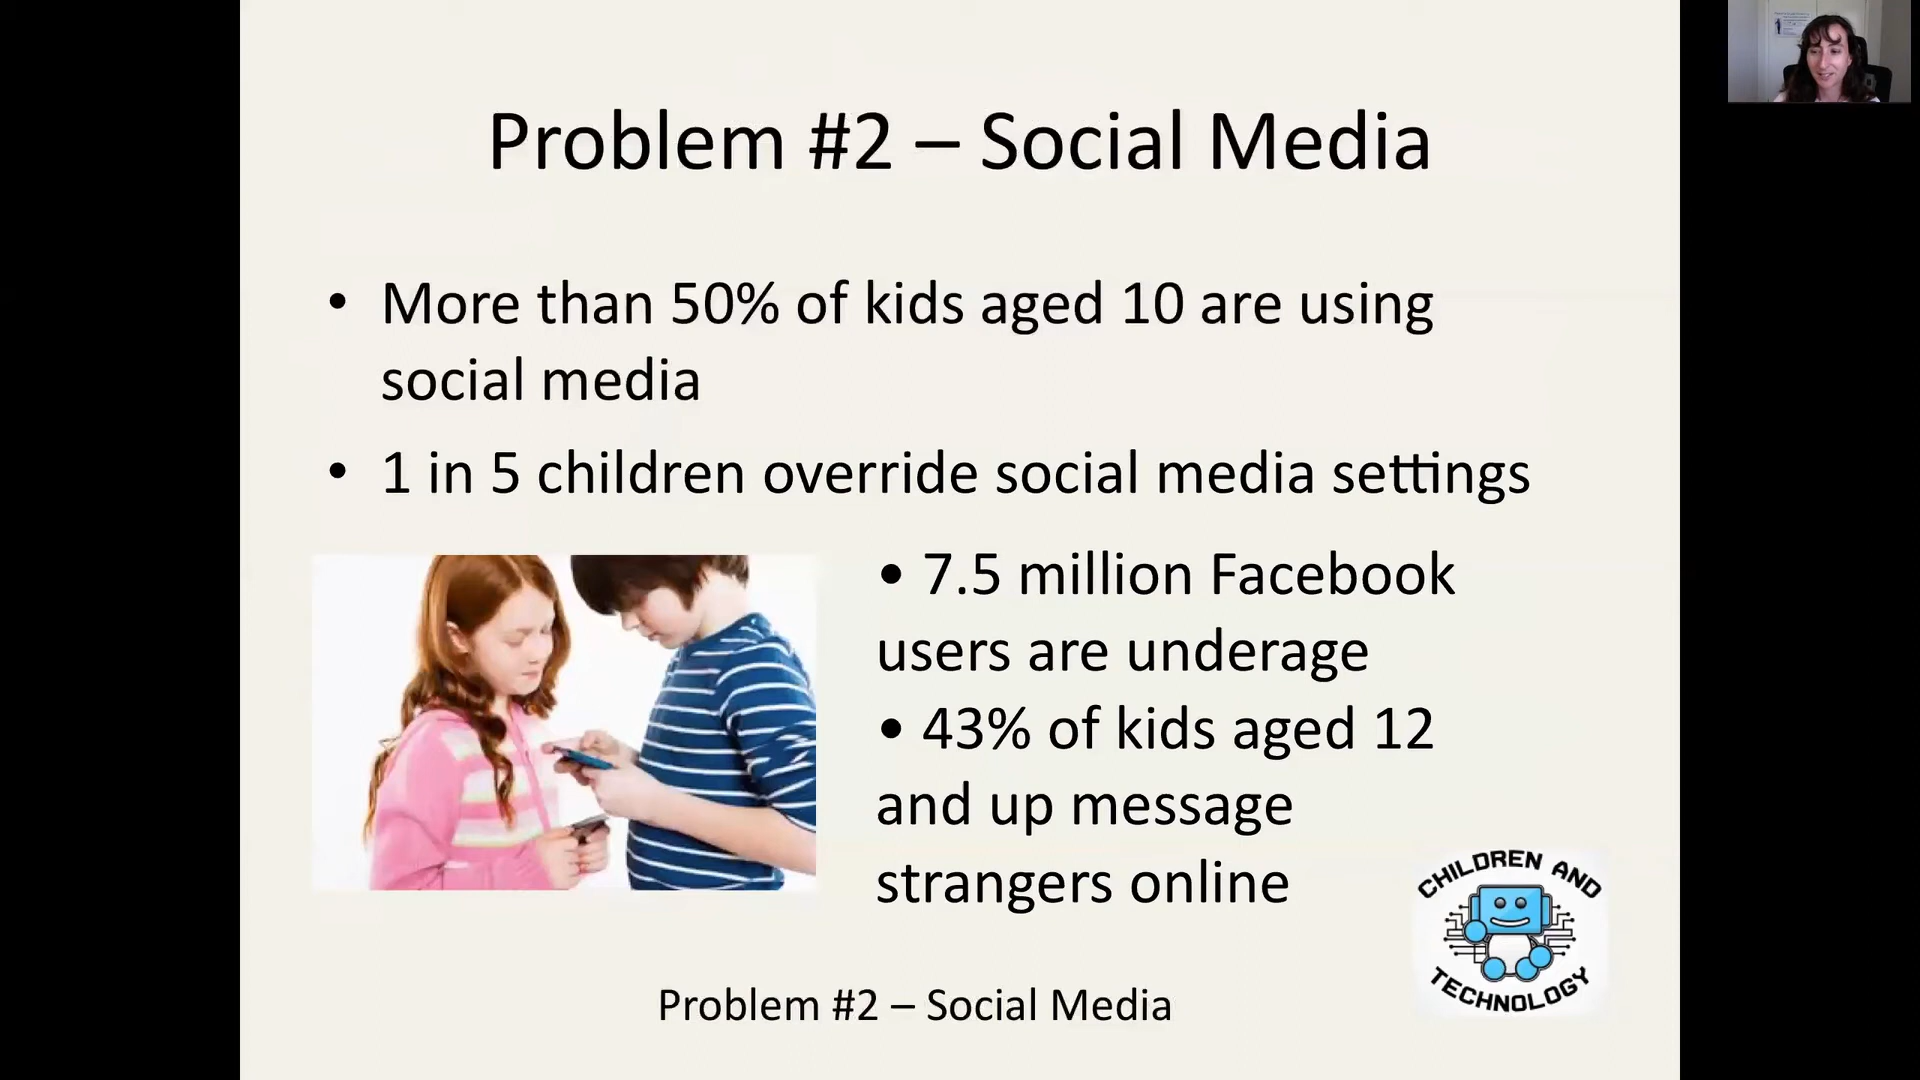 Problem #2 – Social Media
• More than 50% of kids aged 10 are using
social media
• 1 in 5 children override social media settings
• 7.5 million Facebook
users are underage
• 43% of kids aged 12
and up message
strangers online
CHILDREN AND
TECHNOLOGY
Problem #2 – Social Media